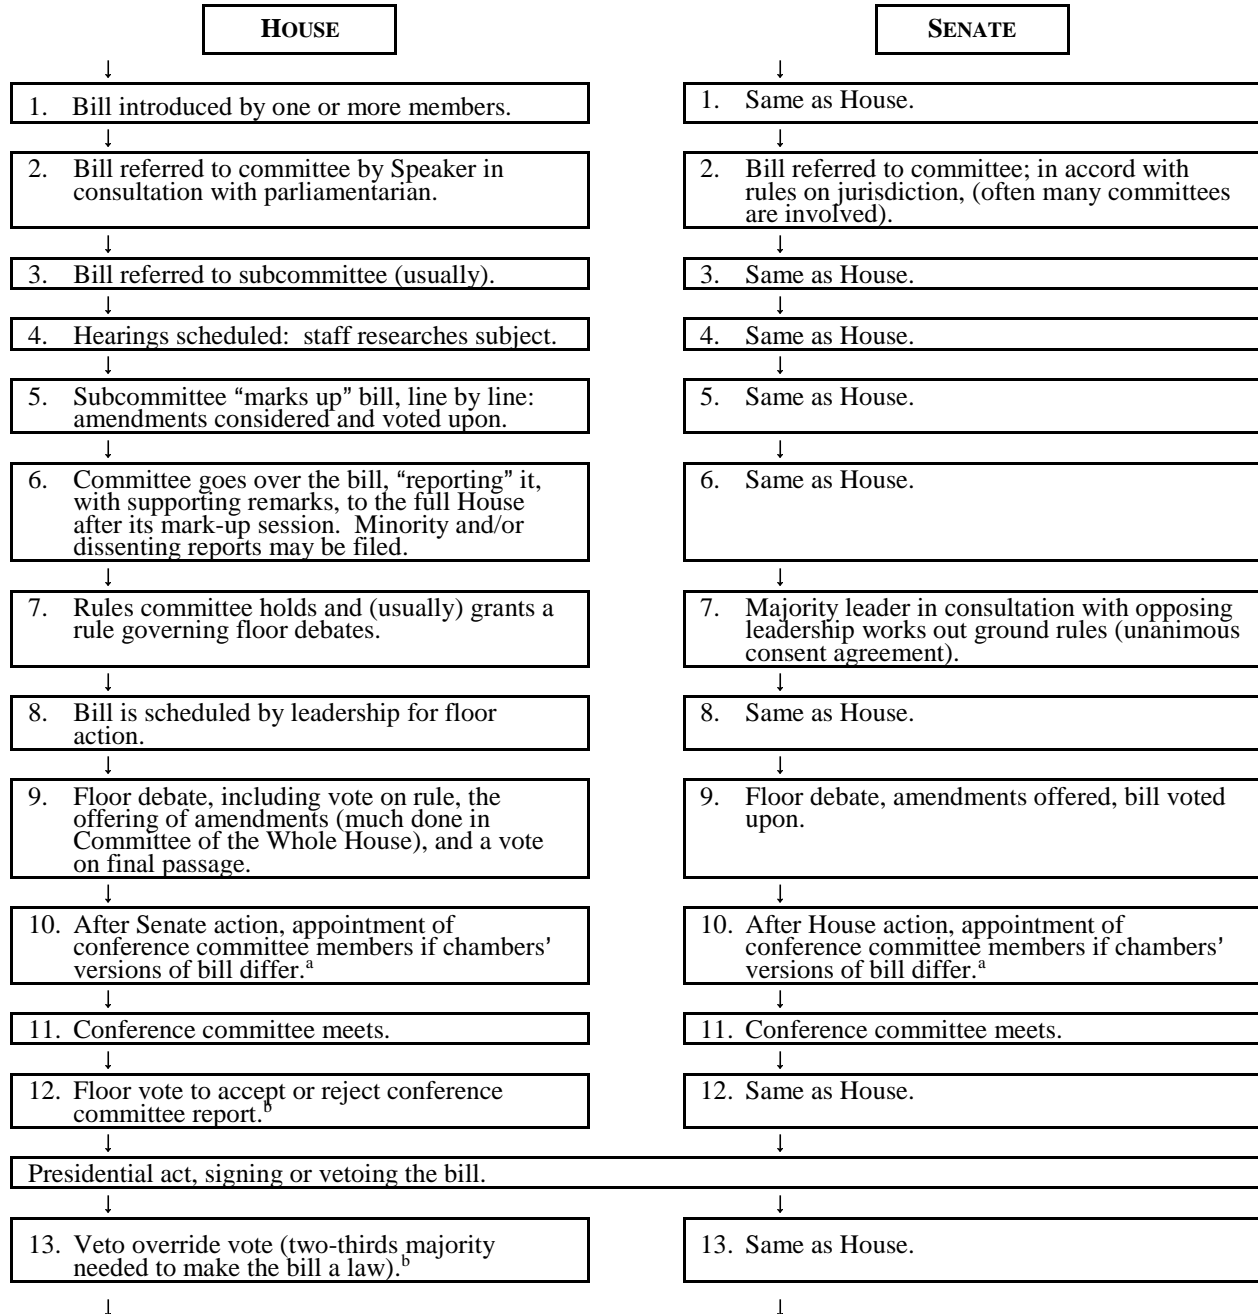 HOUSE
SENATE
1. Bill introduced by one or more members.
1. Same as House.
2. Bill referred to committee by Speaker in
consultation with parliamentarian.
2. Bill referred to committee; in accord with
rules on jurisdiction, (often many committees
are involved).
3. Bill referred to subcommittee (usually).
3. Same as House.
4. Hearings scheduled: staff researches subject.
4. Same as House.
5. Subcommittee “marks up” bill, line by line:
amendments considered and voted upon.
5. Same as House.
6. Committee goes over the bill, “reporting” it,
with supporting remarks, to the full House
after its mark-up session. Minority and/or
dissenting reports may be filed.
6. Same as House.
7. Rules committee holds and (usually) grants a
rule governing floor debates.
7. Majority leader in consultation with opposing
leadership works out ground rules (unanimous
consent agreement).
8. Bill is scheduled by leadership for floor
action.
8. Same as House.
9. Floor debate, including vote on rule, the
offering of amendments (much done in
Committee of the Whole House), and a vote
on final passage.
9. Floor debate, amendments offered, bill voted
upon.
10. After Senate action, appointment of
conference committee members if chambers’
versions of bill differ.a
10. After House action, appointment of
conference committee members if chambers’
versions of bill differ.a
11. Conference committee meets.
11. Conference committee meets.
12. Floor vote to accept or reject conference
committee report.b
12. Same as House.
Presidential act, signing or vetoing the bill.
13. Veto override vote (two-thirds majority
needed to make the bill a law).b
13. Same as House.